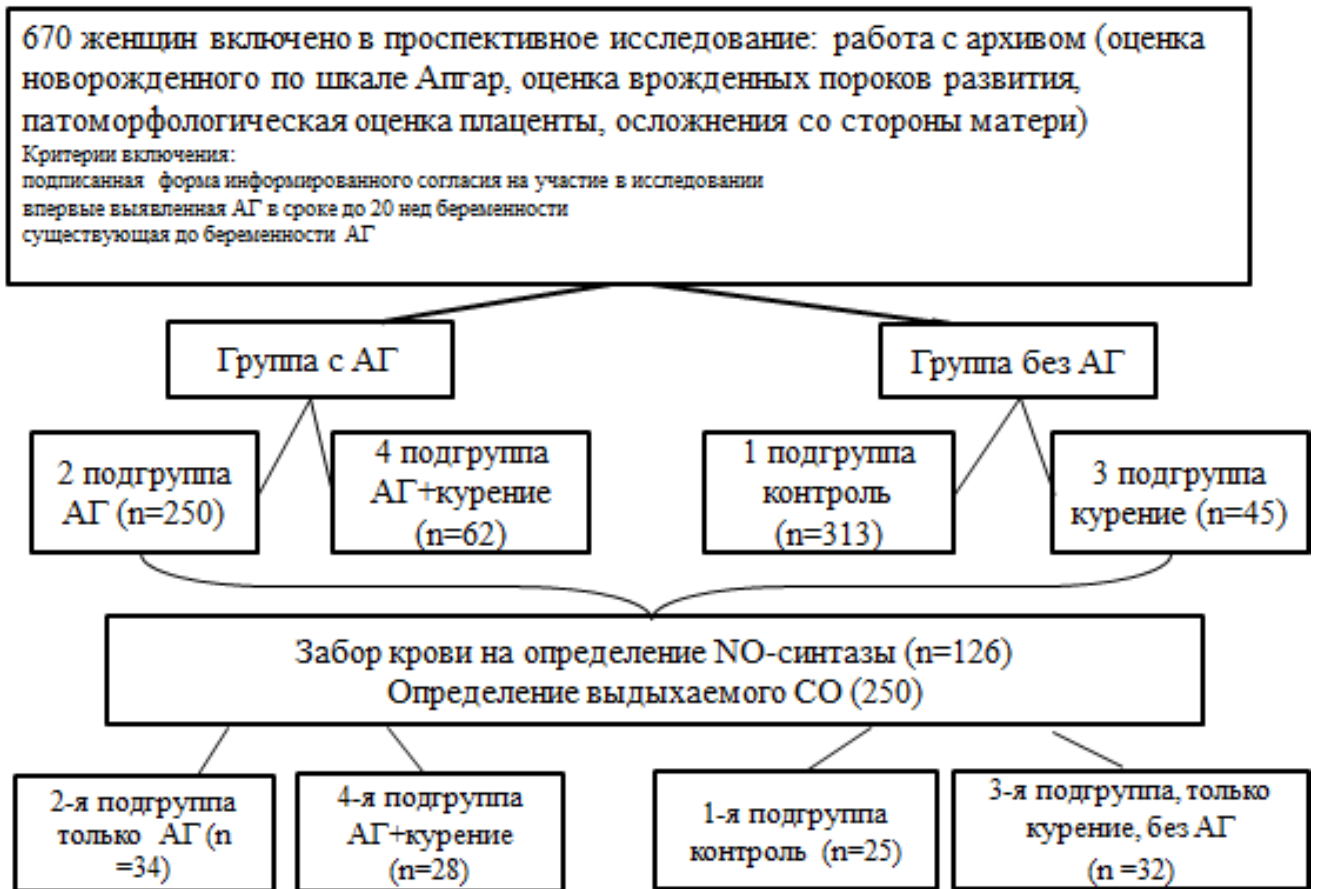 670 женщин включено в проспективное исследование: работа с архивом (оценка
новорожденного по шкале Апгар, оценка врожденных пороков развития,
патоморфологическая оценка плаценты, осложнения со стороны матери)
Критерии включения:
подписанная форма информированного согласия на участие в исследовании
впервые выявленная АГ в сроке до 20 нед беременности
существующая до беременности АГ
Группа с АГ
Группа без АГ
2 подгруппа
АГ (n=250)
4 подгруппа
АГ+курение
(n=62)
1 подгруппа
контроль
(n=313)
3 подгруппа
курение (n=45)
Забор крови на определение NO-синтазы (n=126)
Определение выдыхаемого СО (250)
2-я подгруппа
только АГ (n
=34)
4-я подгруппа
АГ+курение
(n=28)
1-я подгруппа
контроль (n=25)
3-я подгруппа, только
курение, без АГ
(n =32)